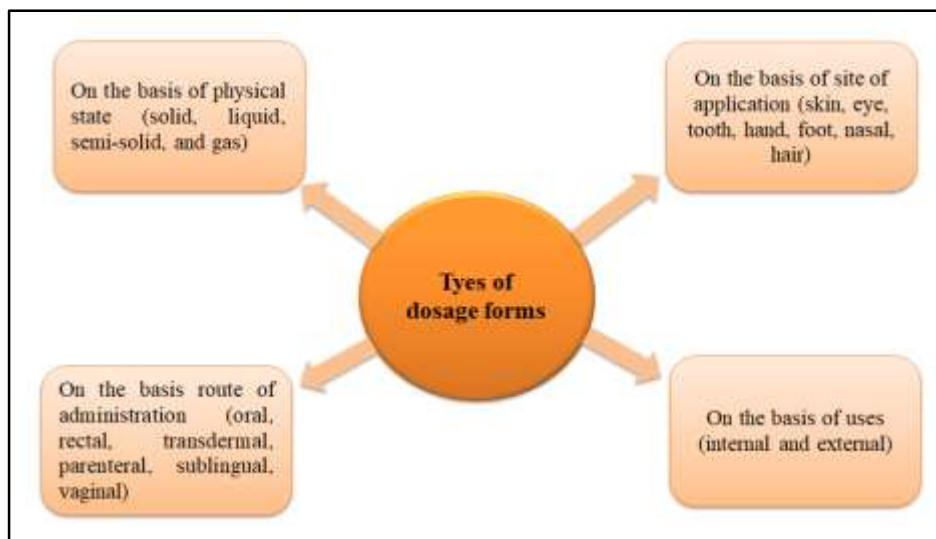 On the basis of physical
state (solid, liquid,
semi-solid, and gas)
On the basis of site of
application (skin, eye,
tooth, hand, foot, nasal,
hair)
Tyes of
dosage forms
On the basis route of
administration (oral,
rectal, transdermal,
parenteral, sublingual,
vaginal)
On the basis of uses
(internal and external)